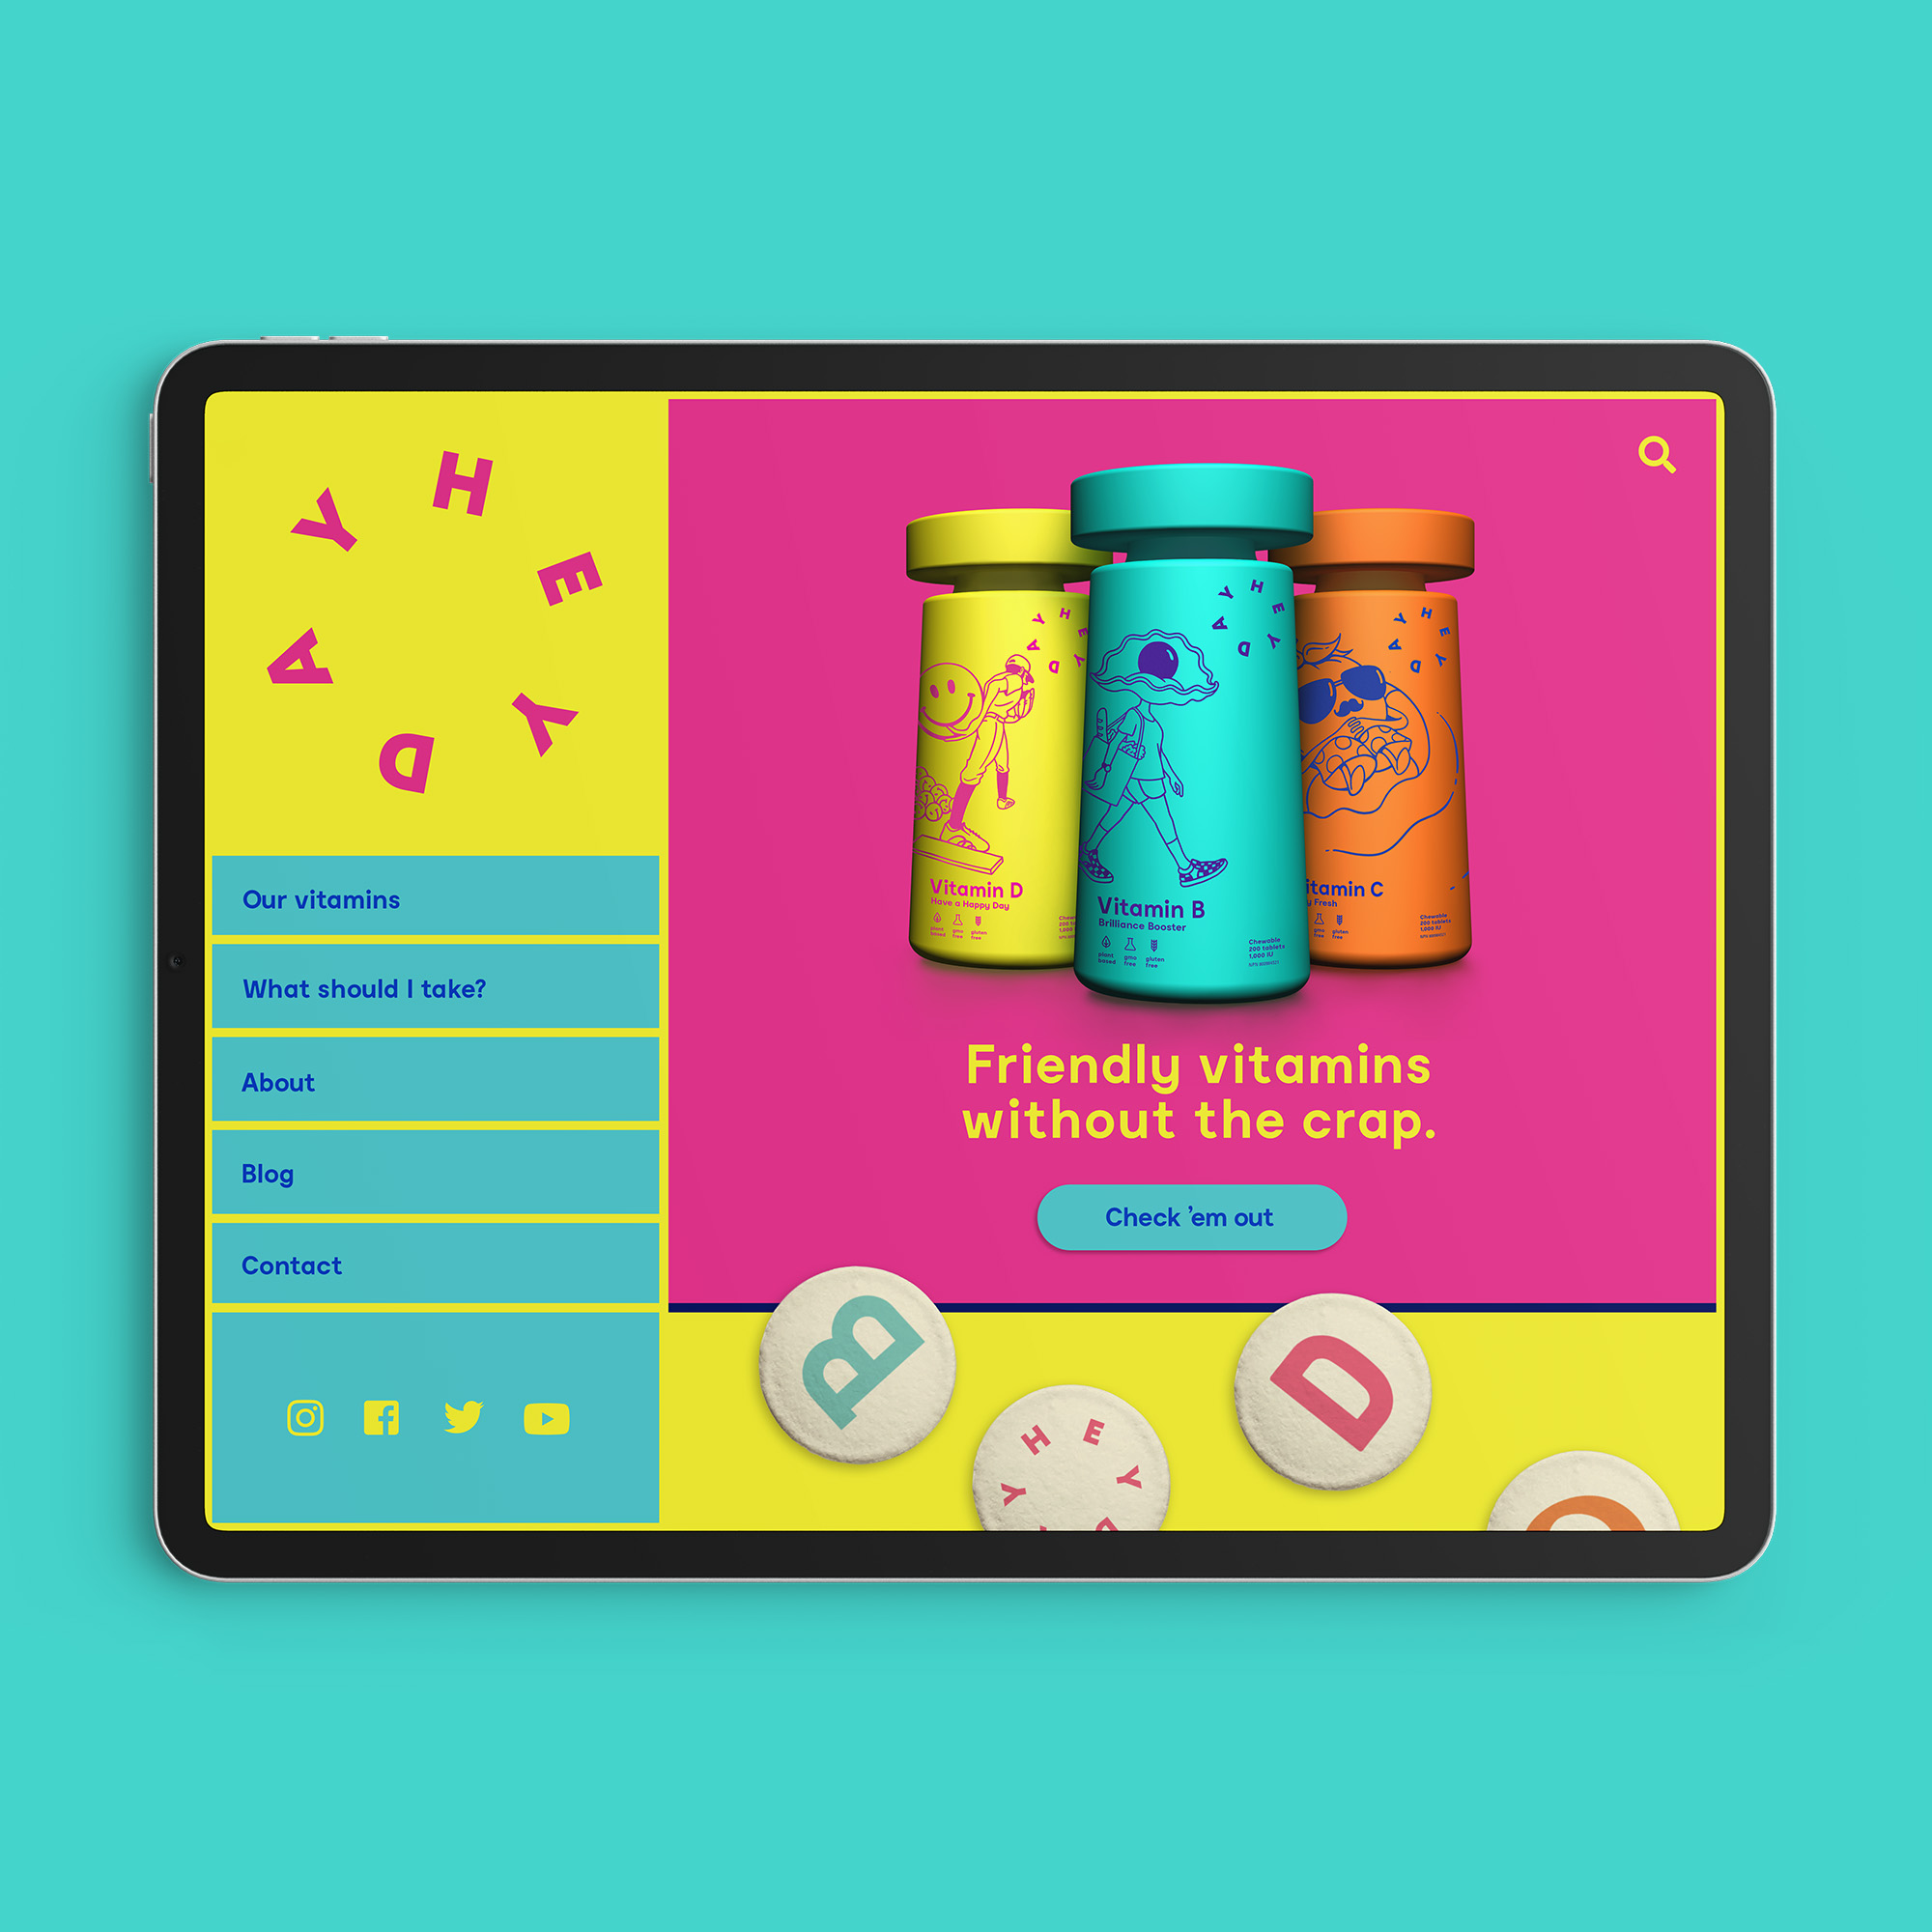 HEYDAY
Our vitamins
What should I take?
About
Blog
Contact
HEYDAY
Vitamin D
Have a Happy Day
plant based
gmo free
gluten free
HEYDAY
Vitamin B
Brilliance Booster
plant based
gmo free
gluten free
Chewable
200 tablets
1,000 IU
HEYDAY
itamin C
y Fresh
gmo free
gluten free
Chewable
200 tablets
1,000 IU
Friendly vitamins
without the crap.
Check ’em out
B
HEYD Y
D